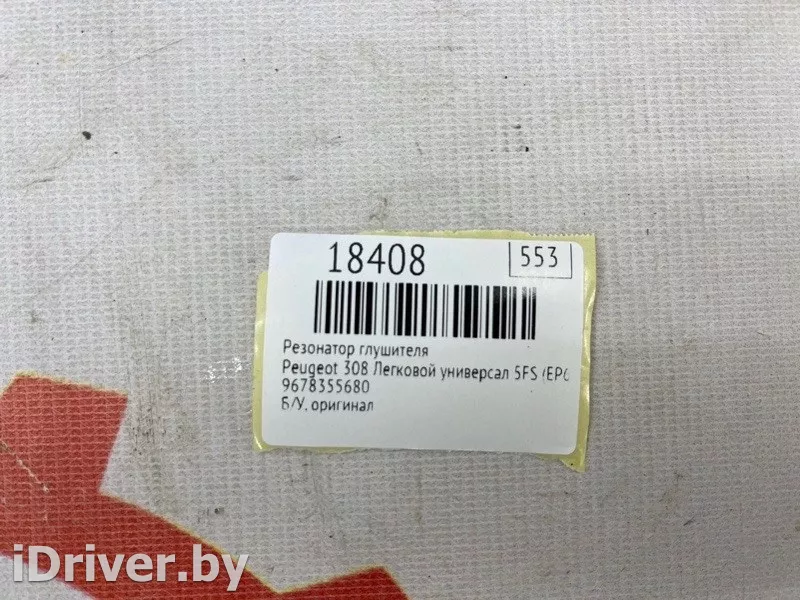 18408
553
Резонатор глушителя
Peugeot 308 Легковой универсал 5FS (EP6
9678355680
Б/У, оригинал
iDriver.by